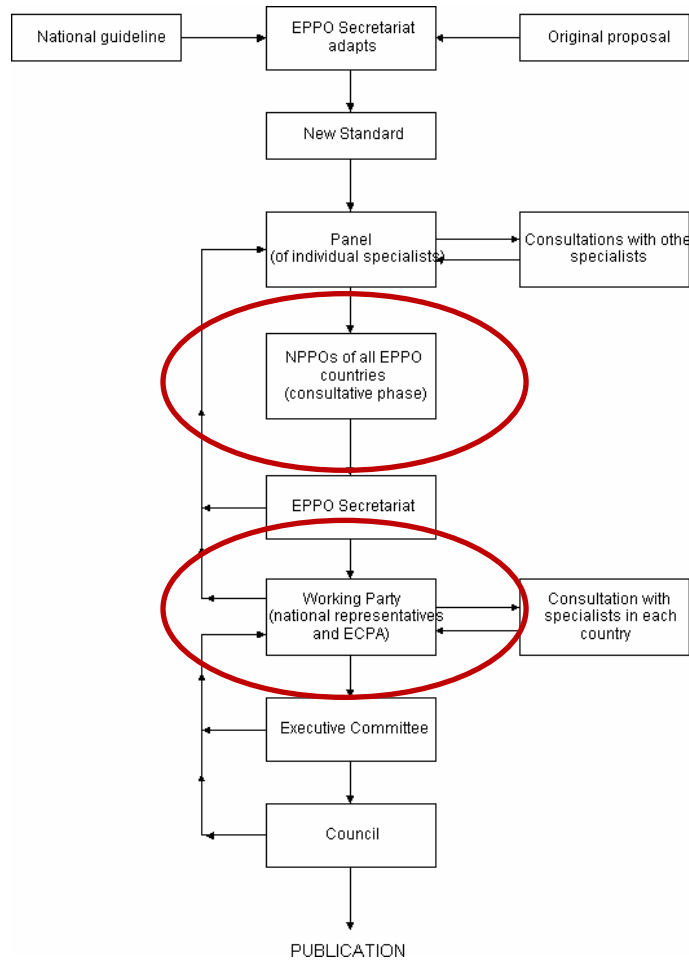 National guideline
EPPO Secretariat
adapts
Original proposal
New Standard
Panel
(of individual specialists)
Consultations with other
specialists
NPPOs of all EPPO
countries
(consultative phase)
EPPO Secretariat
Working Party
(national representatives
and ECPA)
Consultation with
specialists in each
country
Executive Committee
Council
PUBLICATION